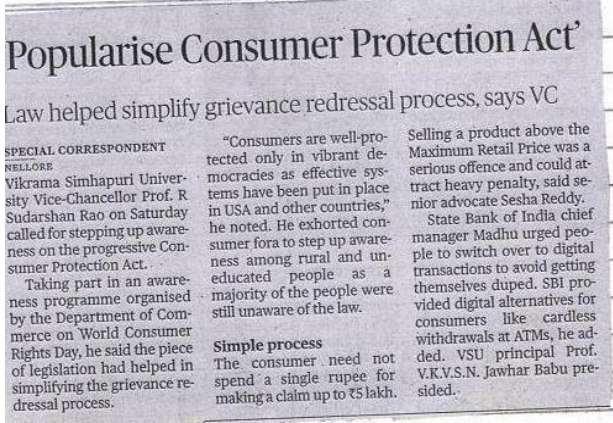 Popularise Consumer Protection Act’
Law helped simplify grievance redressal process, says VC
SPECIAL CORRESPONDENT
NELLORE
Vikrama Simhapuri Univer-
sity Vice-Chancellor Prof. R
Sudarshan Rao on Saturday
called for stepping up aware-
ness on the progressive Con-
sumer Protection Act.
Taking part in an aware-
ness programme organised
by the Department of Com-
merce on World Consumer
Rights Day, he said the piece
of legislation had helped in
simplifying the grievance re-
dressal process.
“Consumers are well-pro-
tected only in vibrant de-
mocracies as effective sys-
tems have been put in place
in USA and other countries,”
he noted. He exhorted con-
sumer fora to step up aware-
ness among rural and un-
educated people as a
majority of the people were
still unaware of the law.
Simple process
The consumer need not
spend a single rupee for
making a claim up to ₹5 lakh.
Selling a product above the
Maximum Retail Price was a
serious offence and could at-
tract heavy penalty, said se-
nior advocate Sesha Reddy.
State Bank of India chief
manager Madhu urged peo-
ple to switch over to digital
transactions to avoid getting
themselves duped. SBI pro-
vided digital alternatives for
consumers like cardless
withdrawals at ATMs, he ad-
ded. VSU principal Prof.
V.K.V.S.N. Jawhar Babu pre-
sided.